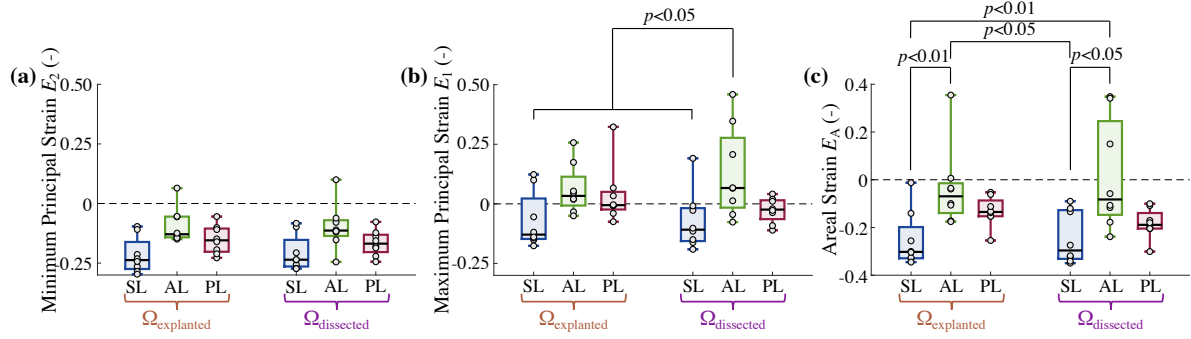 (a)
Minimum Principal Strain E₂ (-)
0.50
0.25
0
-0.25
SL AL PL SL AL PL
Ωexplanted Ωdissected
(b)
Maximum Principal Strain E₁ (-)
p<0.05
0.50
0.25
0
-0.25
SL AL PL SL AL PL
Ωexplanted Ωdissected
(c)
Areal Strain E_A (-)
p<0.01
p<0.05
p<0.01
p<0.05
0.4
0.2
0
-0.2
-0.4
SL AL PL SL AL PL
Ωexplanted Ωdissected